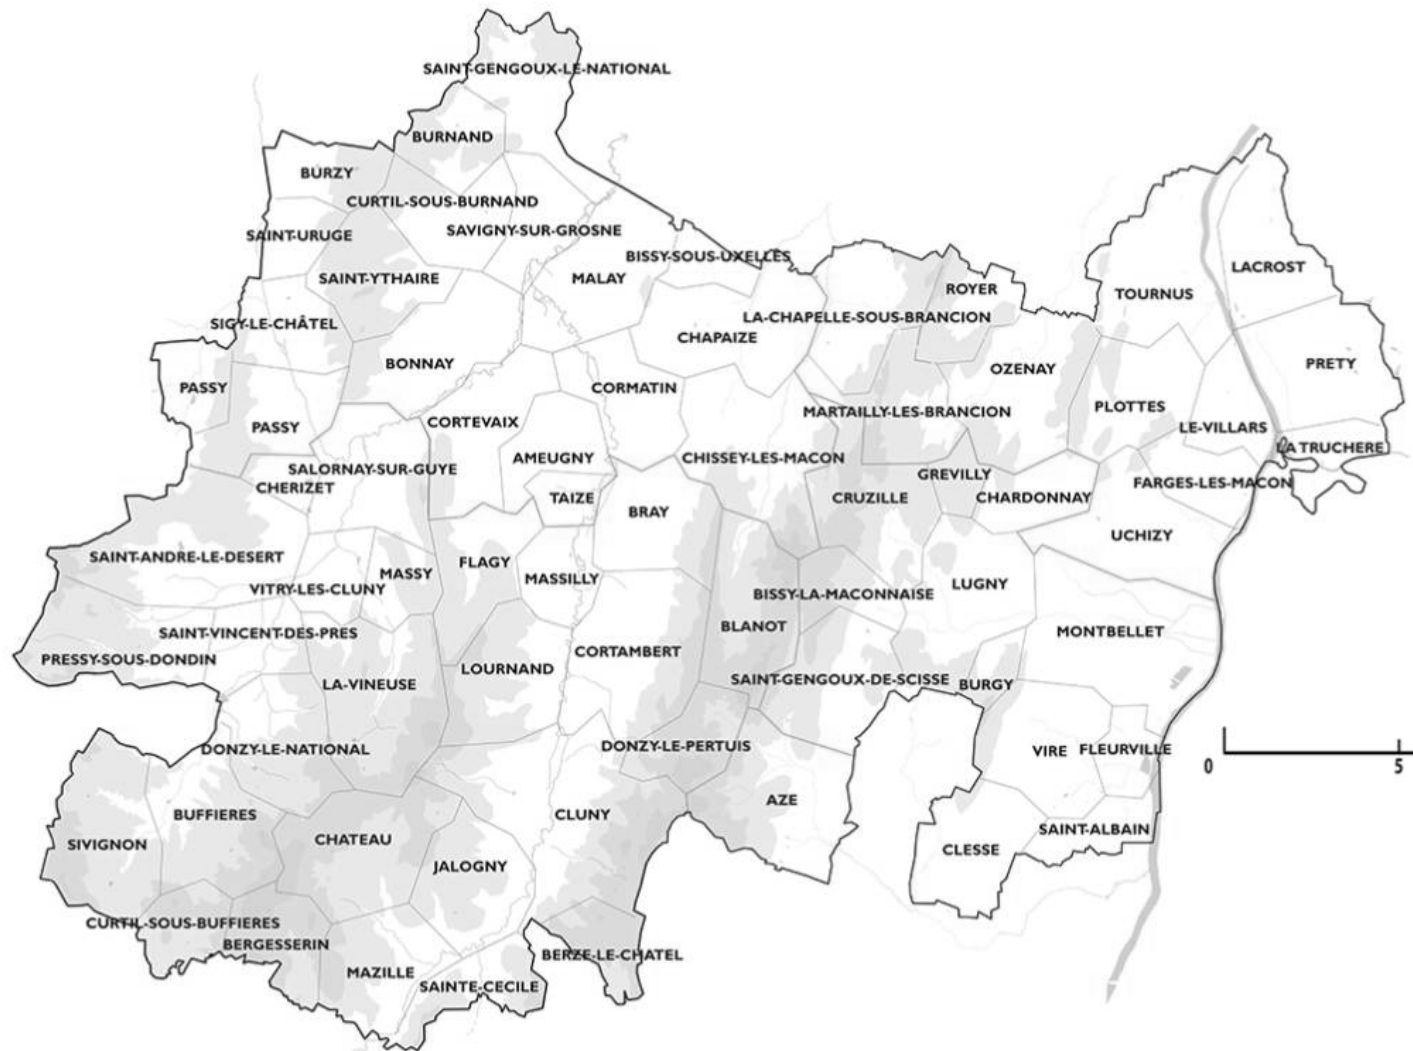 SAINT-GENGOUX-LE-NATIONAL
BURNAND
BURZY
CURTIL-SOUS-BURNAND
SAVIGNY-SUR-GROSNE
SAINT-URUGE
BISSY-SOUS-UXELLES
SAINT-YTHAIRE
MALAY
LACROST
ROYER
TOURNUS
LA-CHAPELLE-SOUS-BRANCION
SIGY-LE-CHÂTEL
CHAPAIZE
BONNAY
OZENAY
PRETY
PASSY
CORMATIN
PLOTTES
MARTAILLY-LES-BRANCION
CORTEVAIX
PASSY
LE-VILLARS
LA TRUCHERE
AMEUGNY
CHISSEY-LES-MACON
SALORNAY-SUR-GUYE
GREVILLY
FARGES-LES-MACON
CHERIZET
TAIZE
CRUZILLE
CHARDONNAY
BRAY
UCHIZY
SAINT-ANDRE-LE-DESERT
FLAGY
MASSY
MASSILLY
LUGNY
VITRY-LES-CLUNY
BISSY-LA-MACONNAISE
BLANOT
MONTBELLET
SAINT-VINCENT-DES-PRES
CORTAMBERT
PRESSY-SOUS-DONDIN
LOURNAND
SAINT-GENGOUX-DE-SCISSE
LA-VINEUSE
BURGY
DONZY-LE-NATIONAL
DONZY-LE-PERTUIS
VIRE
FLEURVILLE
0 5
AZE
BUFFIERES
CLUNY
SAINT-ALBAIN
CHATEAU
SIVIGNON
CLESSE
JALOGNY
CURTIL-SOUS-BUFFIERES
BERGESSERIN
BERZE-LE-CHATEL
MAZILLE
SAINTE-CECILE